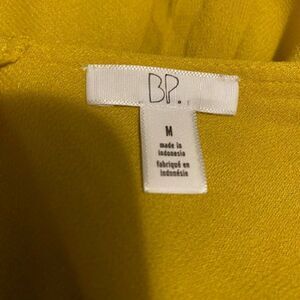 BP.
M
made in
indonesia
fabriqué en
indonésie